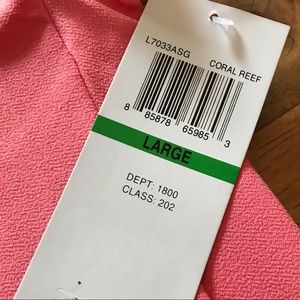 L7033ASG CORAL REEF
8 85878 65985 3
LARGE
DEPT: 1800
CLASS: 202